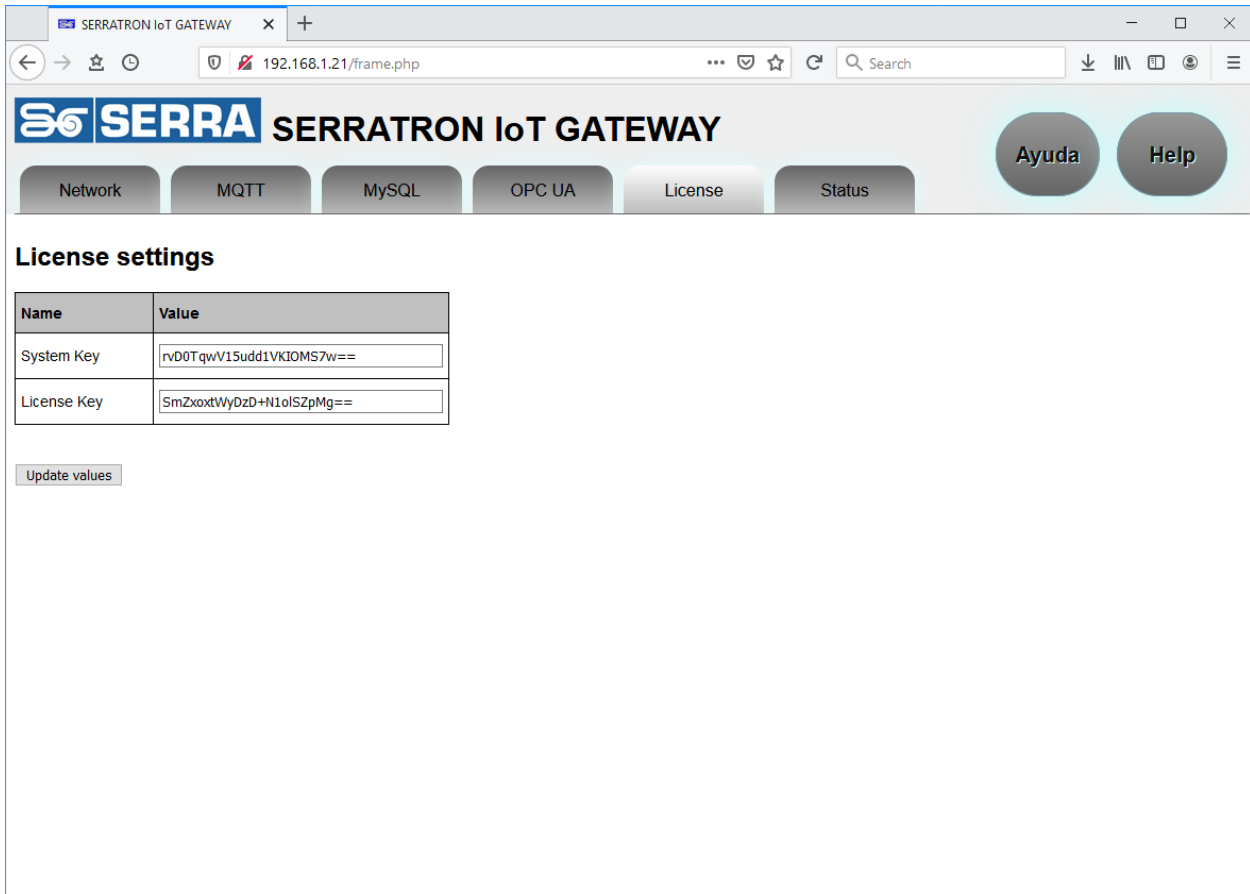 SERRATRON IoT GATEWAY
192.168.1.21/frame.php
Search
SERRA SERRATRON IoT GATEWAY
Ayuda Help
Network MQTT MySQL OPC UA License Status
License settings
Name Value
System Key rvD0TqwV15udd1VKIOMS7w==
License Key SmZxoxtWyDzD+N1olSZpMg==
Update values